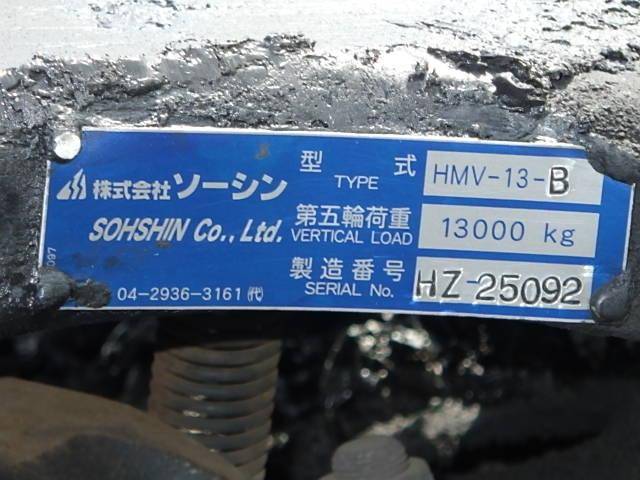 株式会社ソーシン
SOHSHIN Co., Ltd.
04-2936-3161 ㈹
097
型式 HMV-13-B
TYPE
第五輪荷重 13000 kg
VERTICAL LOAD
製造番号 HZ-25092
SERIAL No.